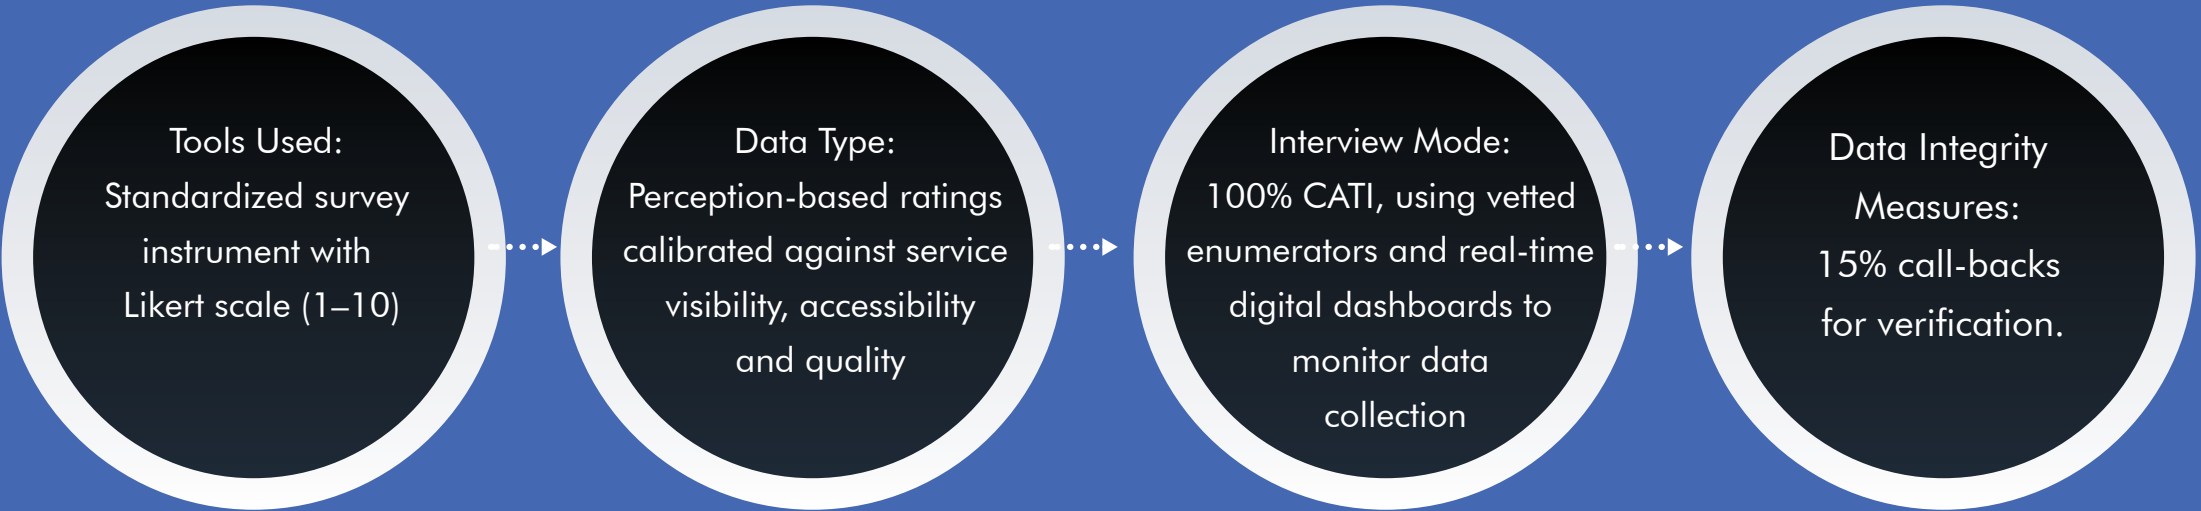 Tools Used:
Standardized survey
instrument with
Likert scale (1–10)
Data Type:
Perception-based ratings
calibrated against service
visibility, accessibility
and quality
Interview Mode:
100% CATI, using vetted
enumerators and real-time
digital dashboards to
monitor data
collection
Data Integrity
Measures:
15% call-backs
for verification.